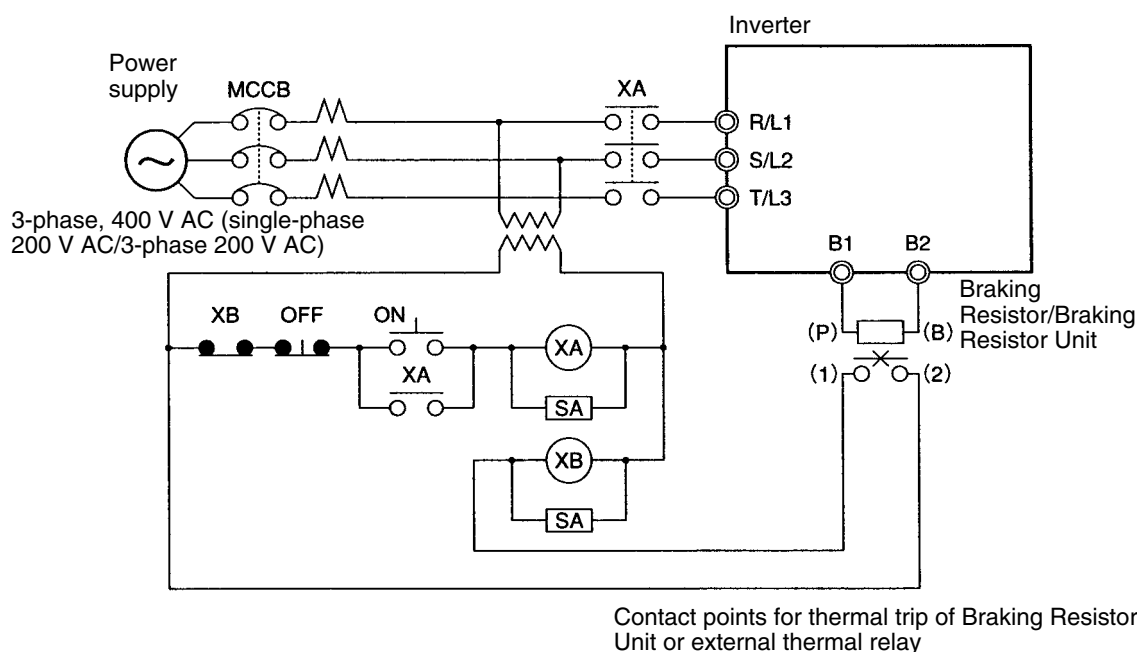 Inverter
Power
supply
MCCB
XA
R/L1
S/L2
T/L3
3-phase, 400 V AC (single-phase
200 V AC/3-phase 200 V AC)
B1
B2
XB
OFF
ON
XA
(P)
(B)
Braking
Resistor/Braking
Resistor Unit
XA
(1)
(2)
SA
XB
SA
Contact points for thermal trip of Braking Resistor
Unit or external thermal relay